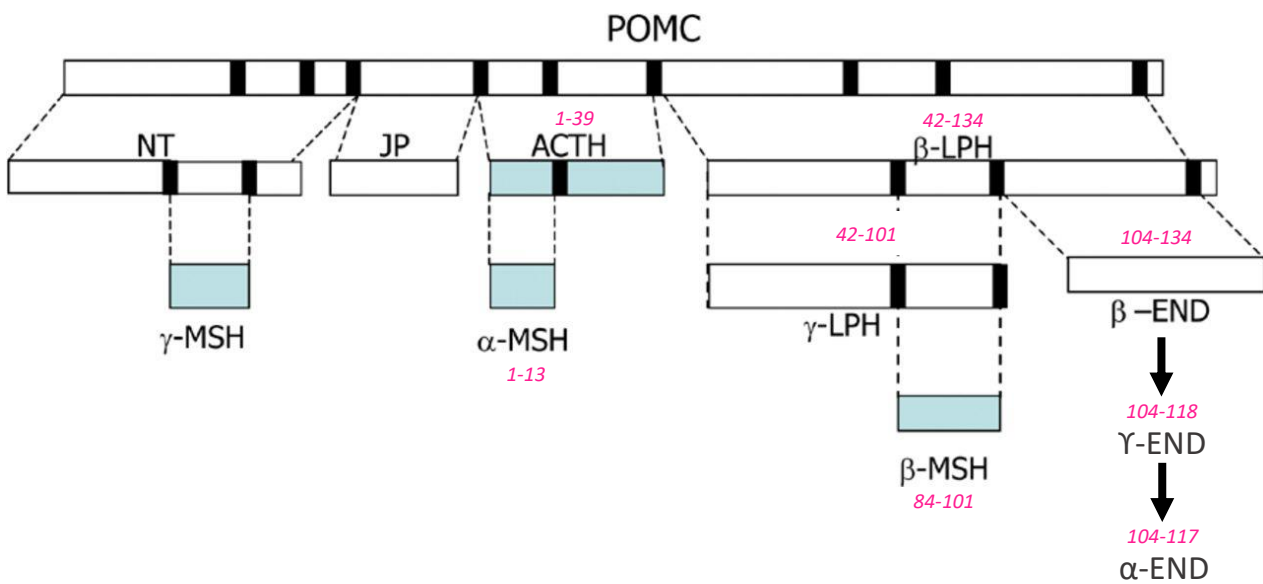 POMC
1-39
42-134
NT
JP
ACTH
β-LPH
42-101
104-134
γ-MSH
α-MSH
1-13
γ-LPH
β –END
104-118
ϒ-END
β-MSH
84-101
104-117
α-END